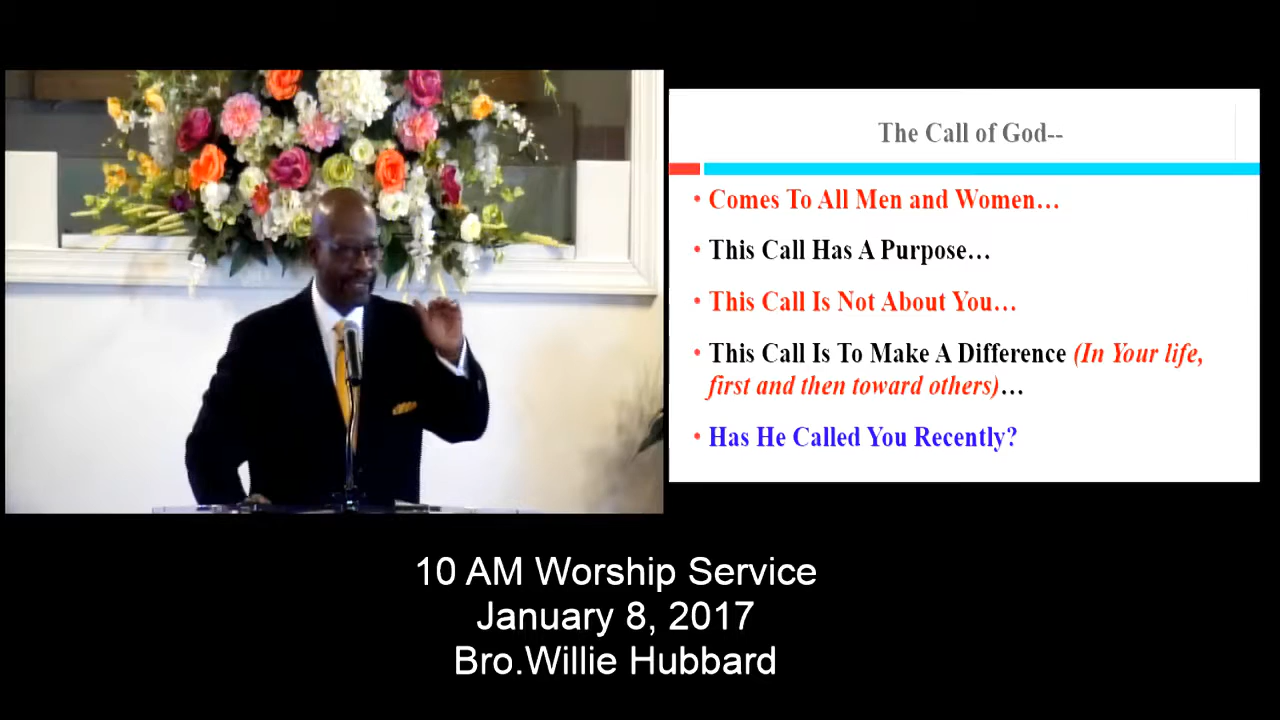 The Call of God--
• Comes To All Men and Women…
• This Call Has A Purpose…
• This Call Is Not About You…
• This Call Is To Make A Difference (In Your life,
first and then toward others)…
• Has He Called You Recently?
10 AM Worship Service
January 8, 2017
Bro.Willie Hubbard